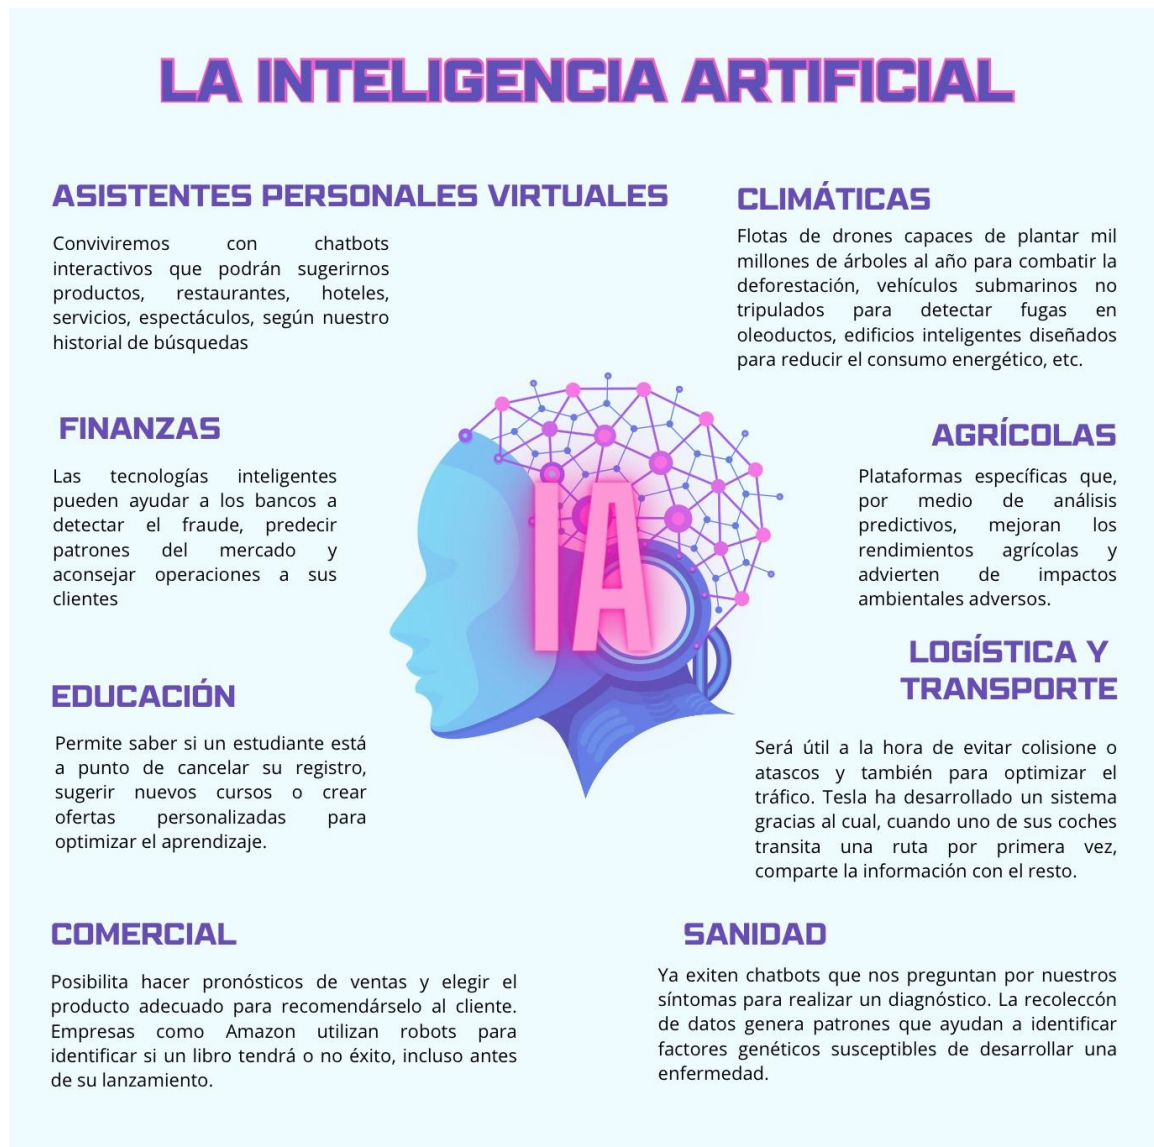 LA INTELIGENCIA ARTIFICIAL
ASISTENTES PERSONALES VIRTUALES
Conviviremos con chatbots
interactivos que podrán sugerirnos
productos, restaurantes, hoteles,
servicios, espectáculos, según nuestro
historial de búsquedas
CLIMÁTICAS
Flotas de drones capaces de plantar mil
millones de árboles al año para combatir la
deforestación, vehículos submarinos no
tripulados para detectar fugas en
oleoductos, edificios inteligentes diseñados
para reducir el consumo energético, etc.
FINANZAS
Las tecnologías inteligentes
pueden ayudar a los bancos a
detectar el fraude, predecir
patrones del mercado y
aconsejar operaciones a sus
clientes
IA
AGRÍCOLAS
Plataformas específicas que,
por medio de análisis
predictivos, mejoran los
rendimientos agrícolas y
advierten de impactos
ambientales adversos.
EDUCACIÓN
Permite saber si un estudiante está
a punto de cancelar su registro,
sugerir nuevos cursos o crear
ofertas personalizadas para
optimizar el aprendizaje.
LOGÍSTICA Y
TRANSPORTE
Será útil a la hora de evitar colisione o
atascos y también para optimizar el
tráfico. Tesla ha desarrollado un sistema
gracias al cual, cuando uno de sus coches
transita una ruta por primera vez,
comparte la información con el resto.
COMERCIAL
Posibilita hacer pronósticos de ventas y elegir el
producto adecuado para recomendárselo al cliente.
Empresas como Amazon utilizan robots para
identificar si un libro tendrá o no éxito, incluso antes
de su lanzamiento.
SANIDAD
Ya exiten chatbots que nos preguntan por nuestros
síntomas para realizar un diagnóstico. La recoleccón
de datos genera patrones que ayudan a identificar
factores genéticos susceptibles de desarrollar una
enfermedad.